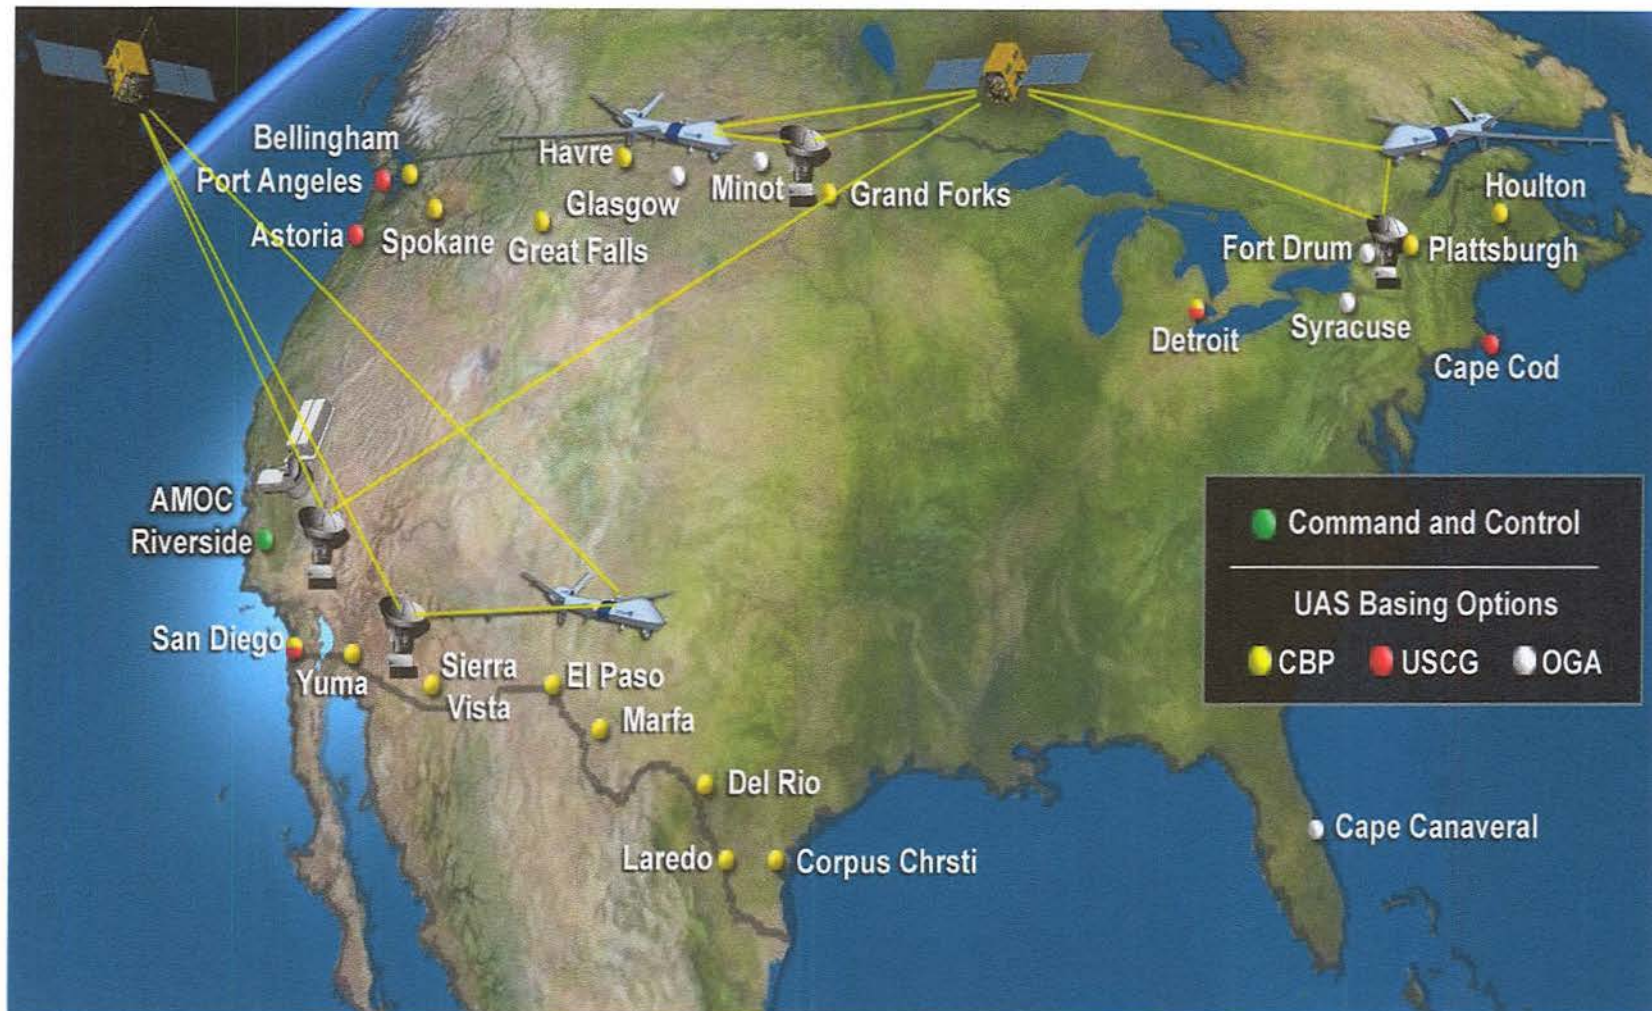 Bellingham
Port Angeles
Astoria
Spokane
Havre
Great Falls
Glasgow
Minot
Grand Forks
Houlton
Fort Drum
Plattsburgh
Detroit
Syracuse
Cape Cod
AMOC
Riverside
Command and Control
UAS Basing Options
CBP USCG OGA
San Diego
Yuma
Sierra
Vista
El Paso
Marfa
Del Rio
Laredo
Corpus Chrsti
Cape Canaveral